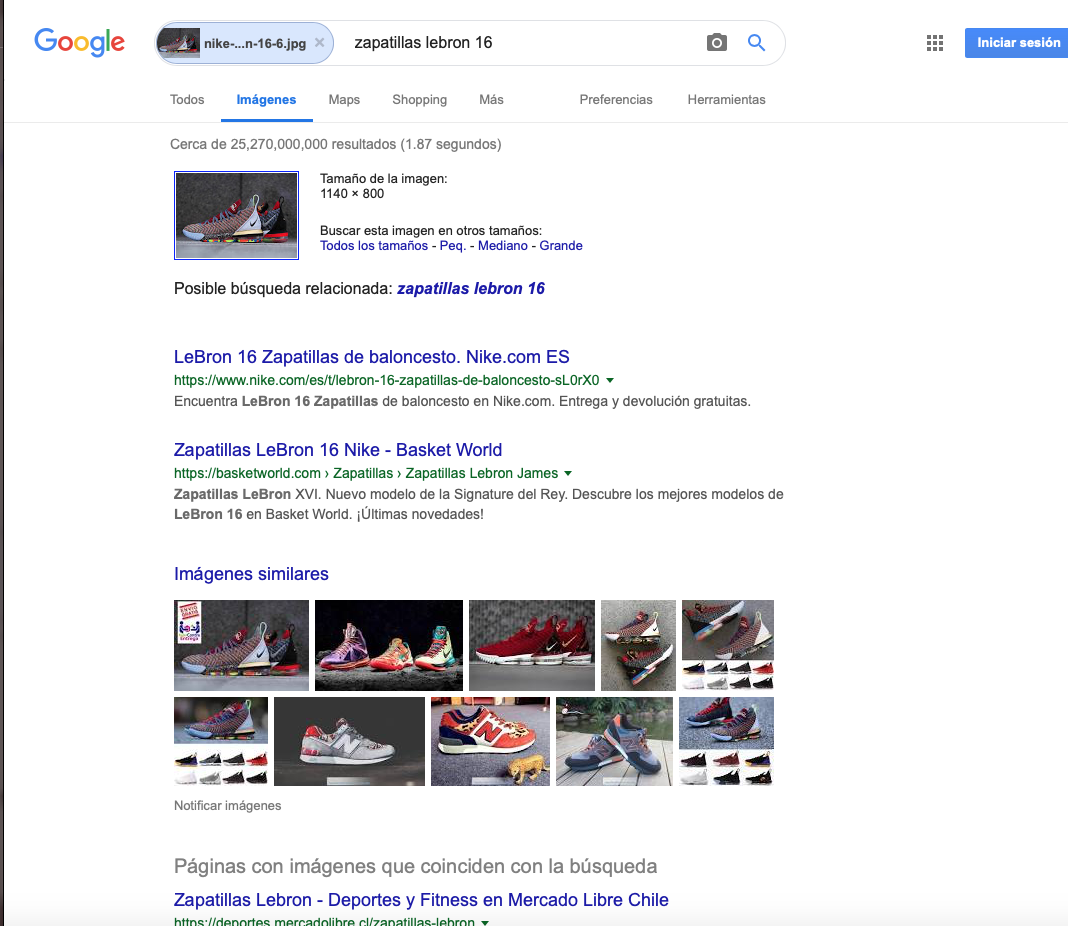 Google
nike-...n-16-6.jpg
zapatillas lebron 16
Iniciar sesión
Todos
Imágenes
Maps
Shopping
Más
Preferencias
Herramientas
Cerca de 25,270,000,000 resultados (1.87 segundos)
Tamaño de la imagen:
1140 × 800
Buscar esta imagen en otros tamaños:
Todos los tamaños - Peq. - Mediano - Grande
Posible búsqueda relacionada: zapatillas lebron 16
LeBron 16 Zapatillas de baloncesto. Nike.com ES
https://www.nike.com/es/t/lebron-16-zapatillas-de-baloncesto-sL0rX0
Encuentra LeBron 16 Zapatillas de baloncesto en Nike.com. Entrega y devolución gratuitas.
Zapatillas LeBron 16 Nike - Basket World
https://basketworld.com › Zapatillas › Zapatillas Lebron James
Zapatillas LeBron XVI. Nuevo modelo de la Signature del Rey. Descubre los mejores modelos de
LeBron 16 en Basket World. ¡Últimas novedades!
Imágenes similares
Notificar imágenes
Páginas con imágenes que coinciden con la búsqueda
Zapatillas Lebron - Deportes y Fitness en Mercado Libre Chile
https://deportes.mercadolibre.cl/zapatillas-lebron